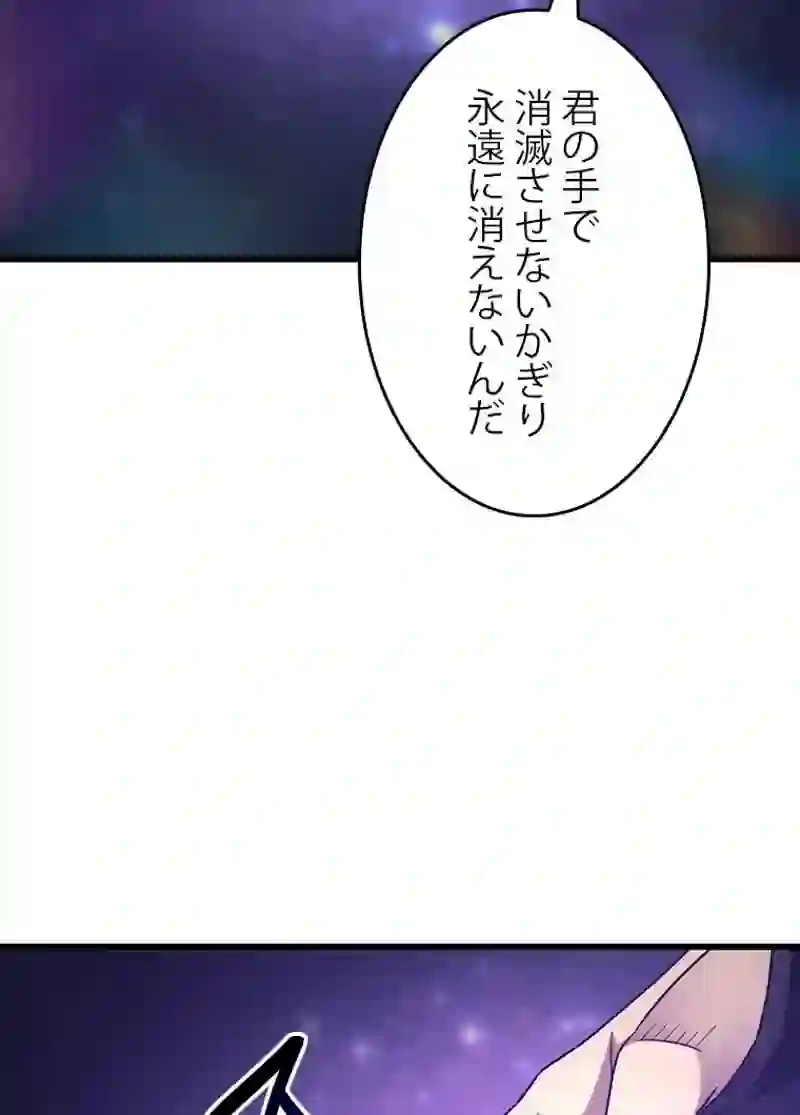 君の手で
消滅させないかぎり
永遠に消えないんだ